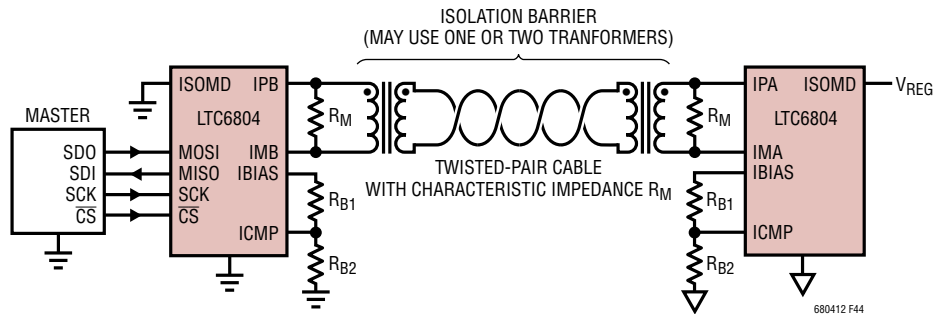 ISOLATION BARRIER
(MAY USE ONE OR TWO TRANFORMERS)
MASTER
SDO
SDI
SCK
CS
ISOMD
IPB
LTC6804
MOSI
IMB
MISO
IBIAS
SCK
CS
ICMP
RM
RB1
RB2
TWISTED-PAIR CABLE
WITH CHARACTERISTIC IMPEDANCE RM
RM
RB1
RB2
IPA
ISOMD
VREG
LTC6804
IMA
IBIAS
ICMP
680412 F44